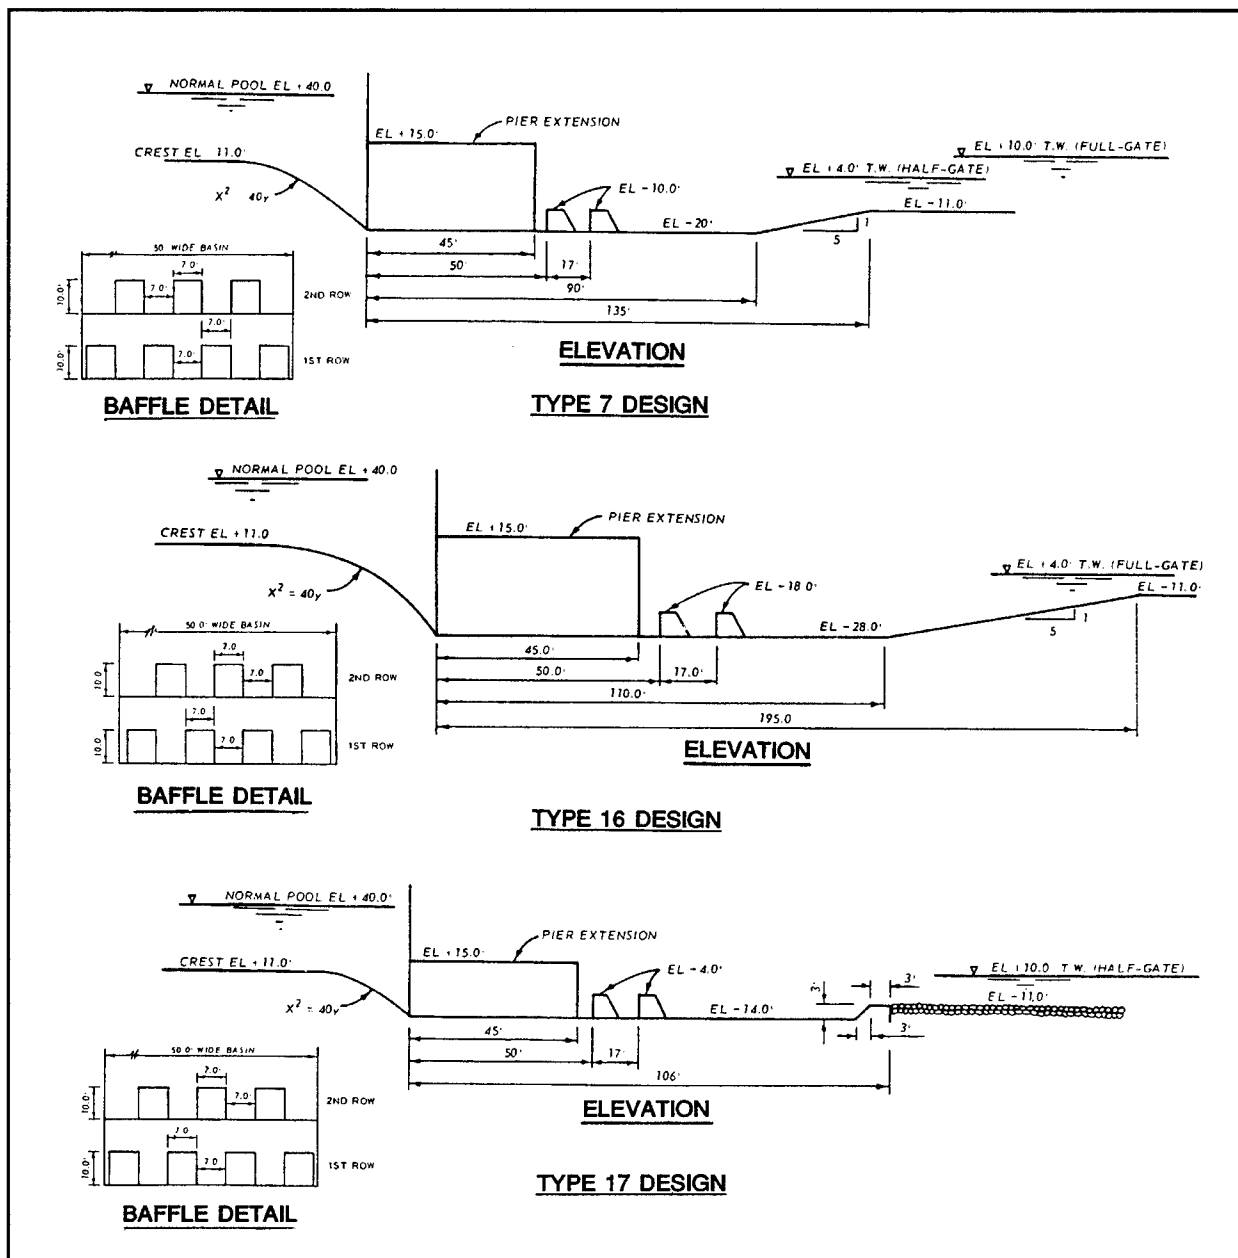 NORMAL POOL EL + 40.0
PIER EXTENSION
EL + 15.0'
CREST EL 11.0'
X² 40y
EL -10.0'
EL + 10.0' T.W. (FULL-GATE)
EL + 4.0' T.W. (HALF-GATE)
EL -11.0'
EL -20'
1
5
45'
50'
17'
90'
135'
50 WIDE BASIN
7.0'
7.0'
10.0'
2ND ROW
7.0'
7.0'
10.0'
1ST ROW
ELEVATION
BAFFLE DETAIL
TYPE 7 DESIGN
NORMAL POOL EL + 40.0
PIER EXTENSION
EL + 15.0'
CREST EL + 11.0
X² = 40y
EL -18.0'
EL + 4.0' T.W. (FULL-GATE)
EL -11.0'
EL -28.0'
1
5
45.0'
50.0'
17.0'
110.0'
195.0
50.0' WIDE BASIN
7.0
7.0
10.0
2ND ROW
7.0
7.0
10.0
1ST ROW
ELEVATION
BAFFLE DETAIL
TYPE 16 DESIGN
NORMAL POOL EL + 40.0'
PIER EXTENSION
EL + 15.0'
CREST EL + 11.0'
X² = 40y
EL -4.0'
EL + 10.0 T.W. (HALF-GATE)
EL -11.0'
3'
3'
3'
EL -14.0'
45'
50'
17'
106'
50.0' WIDE BASIN
7.0'
7.0'
10.0'
2ND ROW
7.0
7.0
10.0'
1ST ROW
ELEVATION
BAFFLE DETAIL
TYPE 17 DESIGN